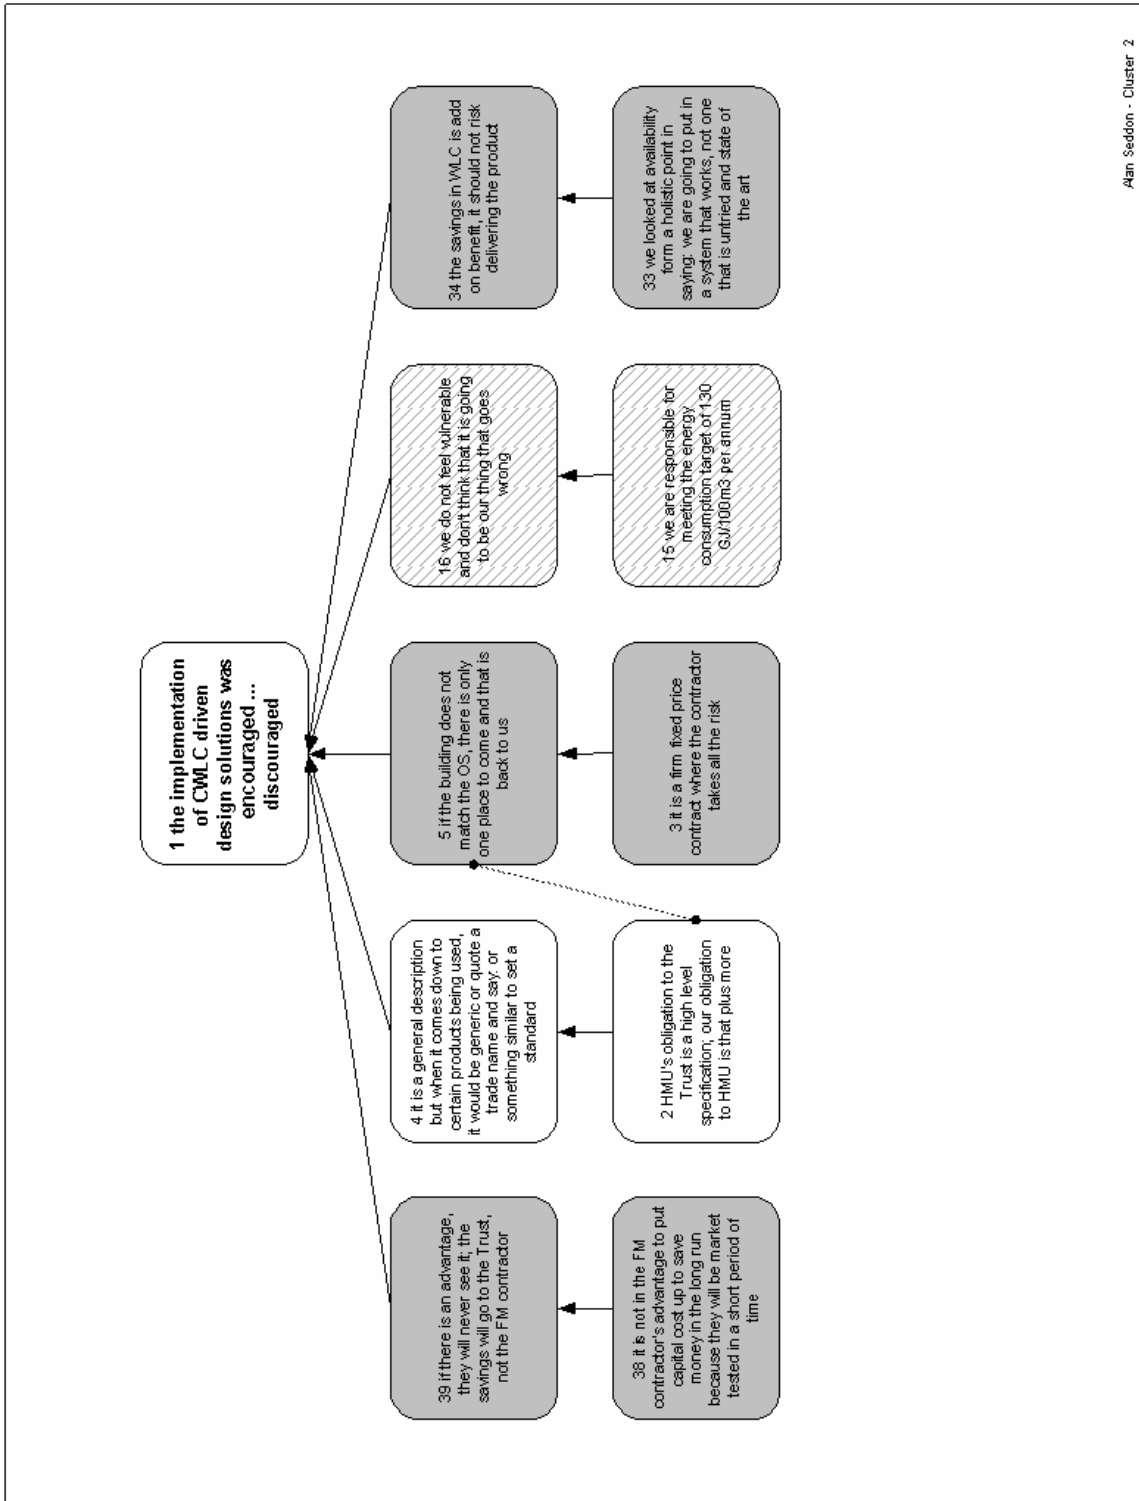 1 the implementation
of CWLC driven
design solutions was
encouraged ...
discouraged
39 if there is an advantage,
they will never see it; the
savings will go to the Trust,
not the FM contractor
4 it is a general description
but when it comes down to
certain products being used,
it would be generic or quote a
trade name and say: or
something similar to set a
standard
5 if the building does not
match the OS, there is only
one place to come and that is
back to us
16 we do not feel vulnerable
and don't think that it is going
to be our thing that goes
wrong
34 the savings in WLC is add
on benefit, it should not risk
delivering the product
38 it is not in the FM
contractor's advantage to put
capital cost up to save
money in the long run
because they will be market
tested in a short period of
time
2 HMU's obligation to the
Trust is a high level
specification; our obligation
to HMU is that plus more
3 it is a firm fixed price
contract where the contractor
takes all the risk
15 we are responsible for
meeting the energy
consumption target of 130
GJ/100m3 per annum
33 we looked at availability
form a holistic point in
saying: we are going to put in
a system that works, not one
that is untried and state of
the art
Alan Seddon - Cluster 2